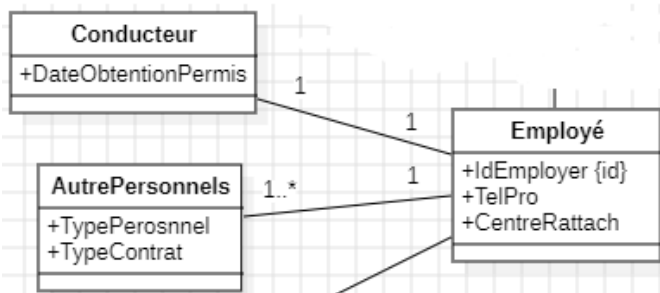 Conducteur
+DateObtentionPermis
1
1
Employé
+IdEmployer {id}
+TelPro
+CentreRattach
AutrePersonnels
+TypePerosnnel
+TypeContrat
1..*
1